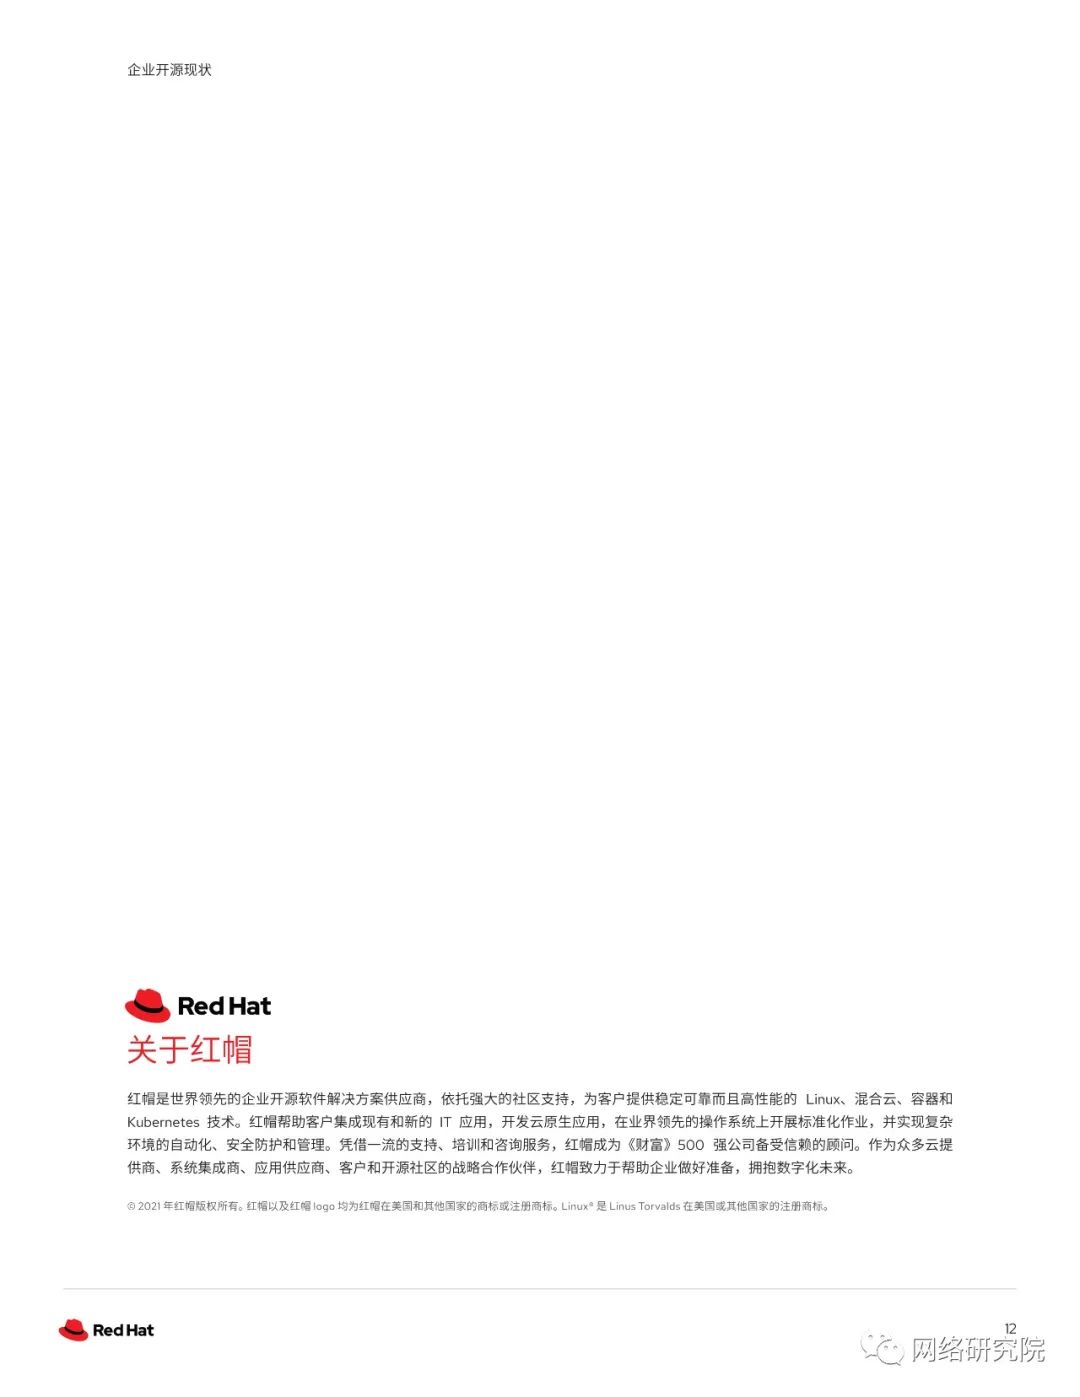 企业开源现状
Red Hat
关于红帽
红帽是世界领先的企业开源软件解决方案供应商，依托强大的社区支持，为客户提供稳定可靠而且高性能的 Linux、混合云、容器和
Kubernetes 技术。红帽帮助客户集成现有和新的 IT 应用，开发云原生应用，在业界领先的操作系统上开展标准化作业，并实现复杂
环境的自动化、安全防护和管理。凭借一流的支持、培训和咨询服务，红帽成为《财富》500 强公司备受信赖的顾问。作为众多云提
供商、系统集成商、应用供应商、客户和开源社区的战略合作伙伴，红帽致力于帮助企业做好准备，拥抱数字化未来。
© 2021 年红帽版权所有。红帽以及红帽 logo 均为红帽在美国和其他国家的商标或注册商标。Linux® 是 Linus Torvalds 在美国或其他国家的注册商标。
Red Hat
12
网络研究院